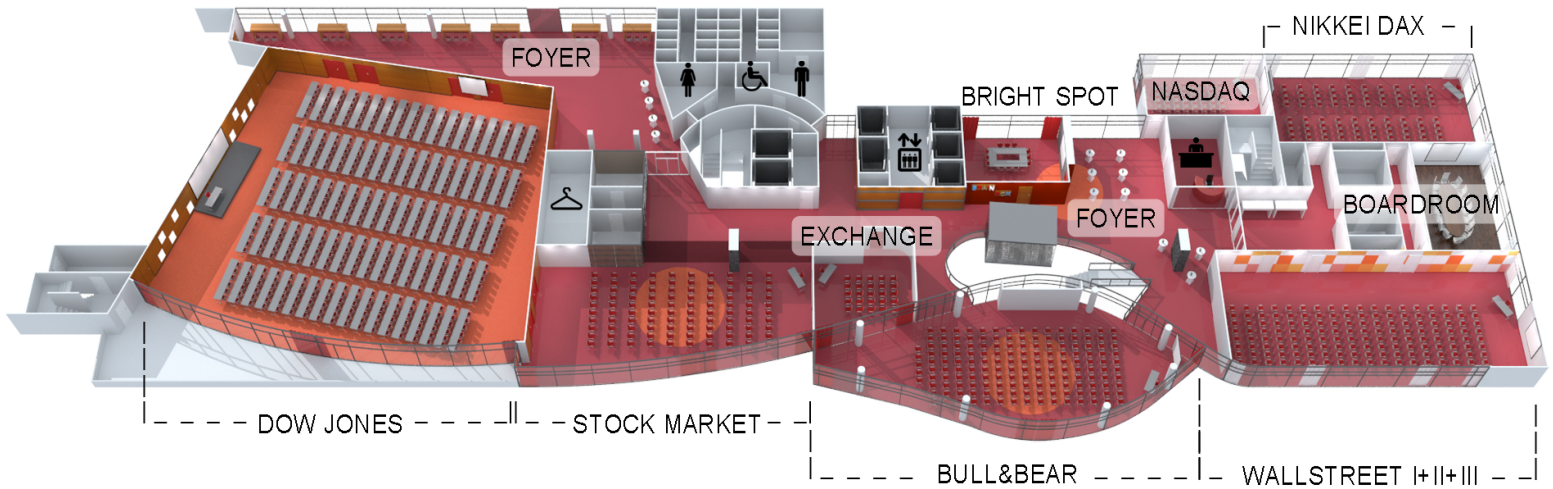 NIKKEI DAX
FOYER
BRIGHT SPOT
NASDAQ
BOARDROOM
FOYER
EXCHANGE
DOW JONES
STOCK MARKET
BULL&BEAR
WALLSTREET I+II+III